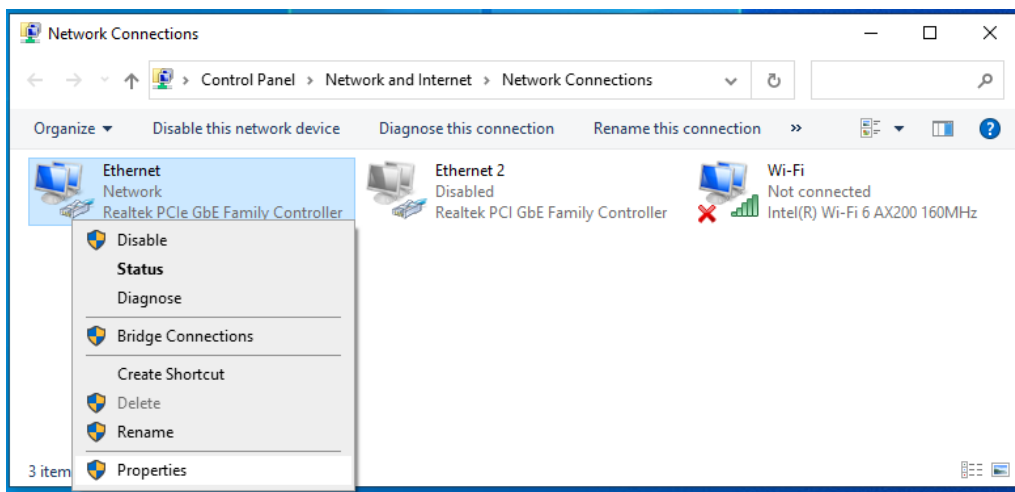 Network Connections
Control Panel > Network and Internet > Network Connections
Organize Disable this network device Diagnose this connection Rename this connection »
Ethernet
Network
Realtek PCIe GbE Family Controller
Ethernet 2
Disabled
Realtek PCI GbE Family Controller
Wi-Fi
Not connected
Intel(R) Wi-Fi 6 AX200 160MHz
Disable
Status
Diagnose
Bridge Connections
Create Shortcut
Delete
Rename
Properties
3 item